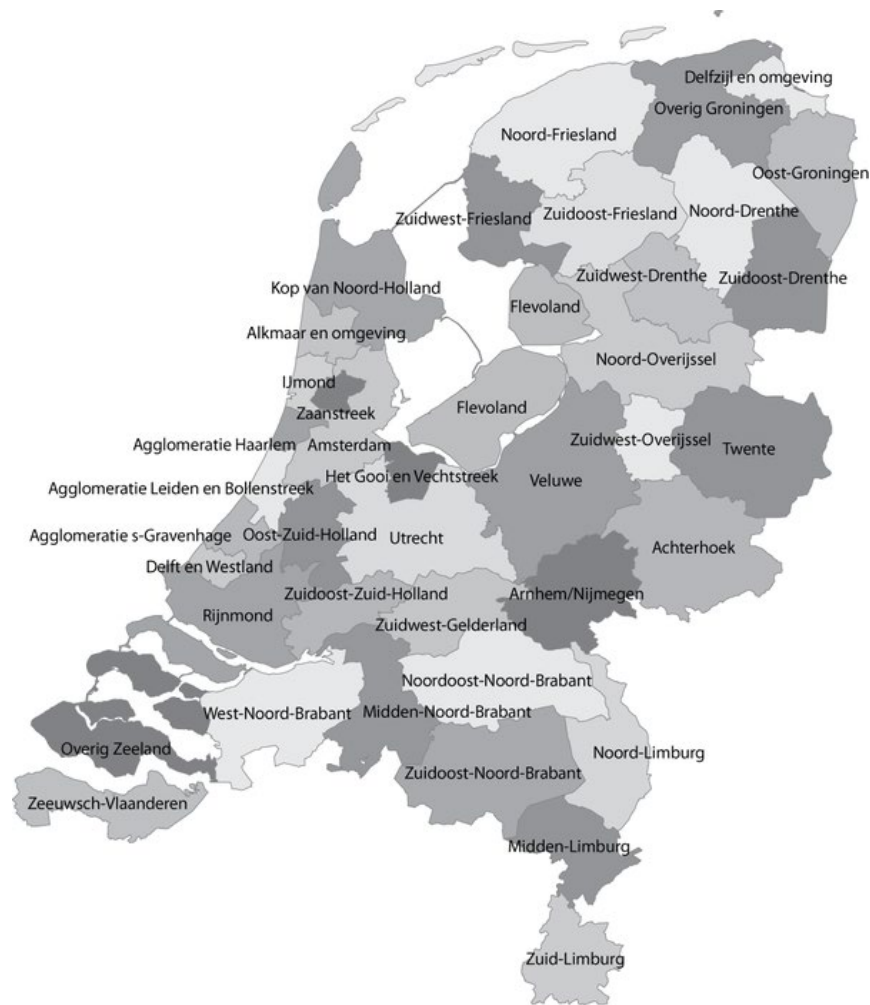 Delfzijl en omgeving
Overig Groningen
Noord-Friesland
Oost-Groningen
Zuidwest-Friesland
Zuidoost-Friesland
Noord-Drenthe
Zuidwest-Drenthe
Zuidoost-Drenthe
Kop van Noord-Holland
Flevoland
Alkmaar en omgeving
Noord-Overijssel
IJmond
Zaanstreek
Flevoland
Agglomeratie Haarlem
Amsterdam
Zuidwest-Overijssel
Twente
Het Gooi en Vechtstreek
Veluwe
Agglomeratie Leiden en Bollenstreek
Agglomeratie s-Gravenhage
Oost-Zuid-Holland
Utrecht
Achterhoek
Delft en Westland
Zuidoost-Zuid-Holland
Arnhem/Nijmegen
Rijnmond
Zuidwest-Gelderland
Noordoost-Noord-Brabant
West-Noord-Brabant
Midden-Noord-Brabant
Overig Zeeland
Noord-Limburg
Zuidoost-Noord-Brabant
Zeeuwsch-Vlaanderen
Midden-Limburg
Zuid-Limburg